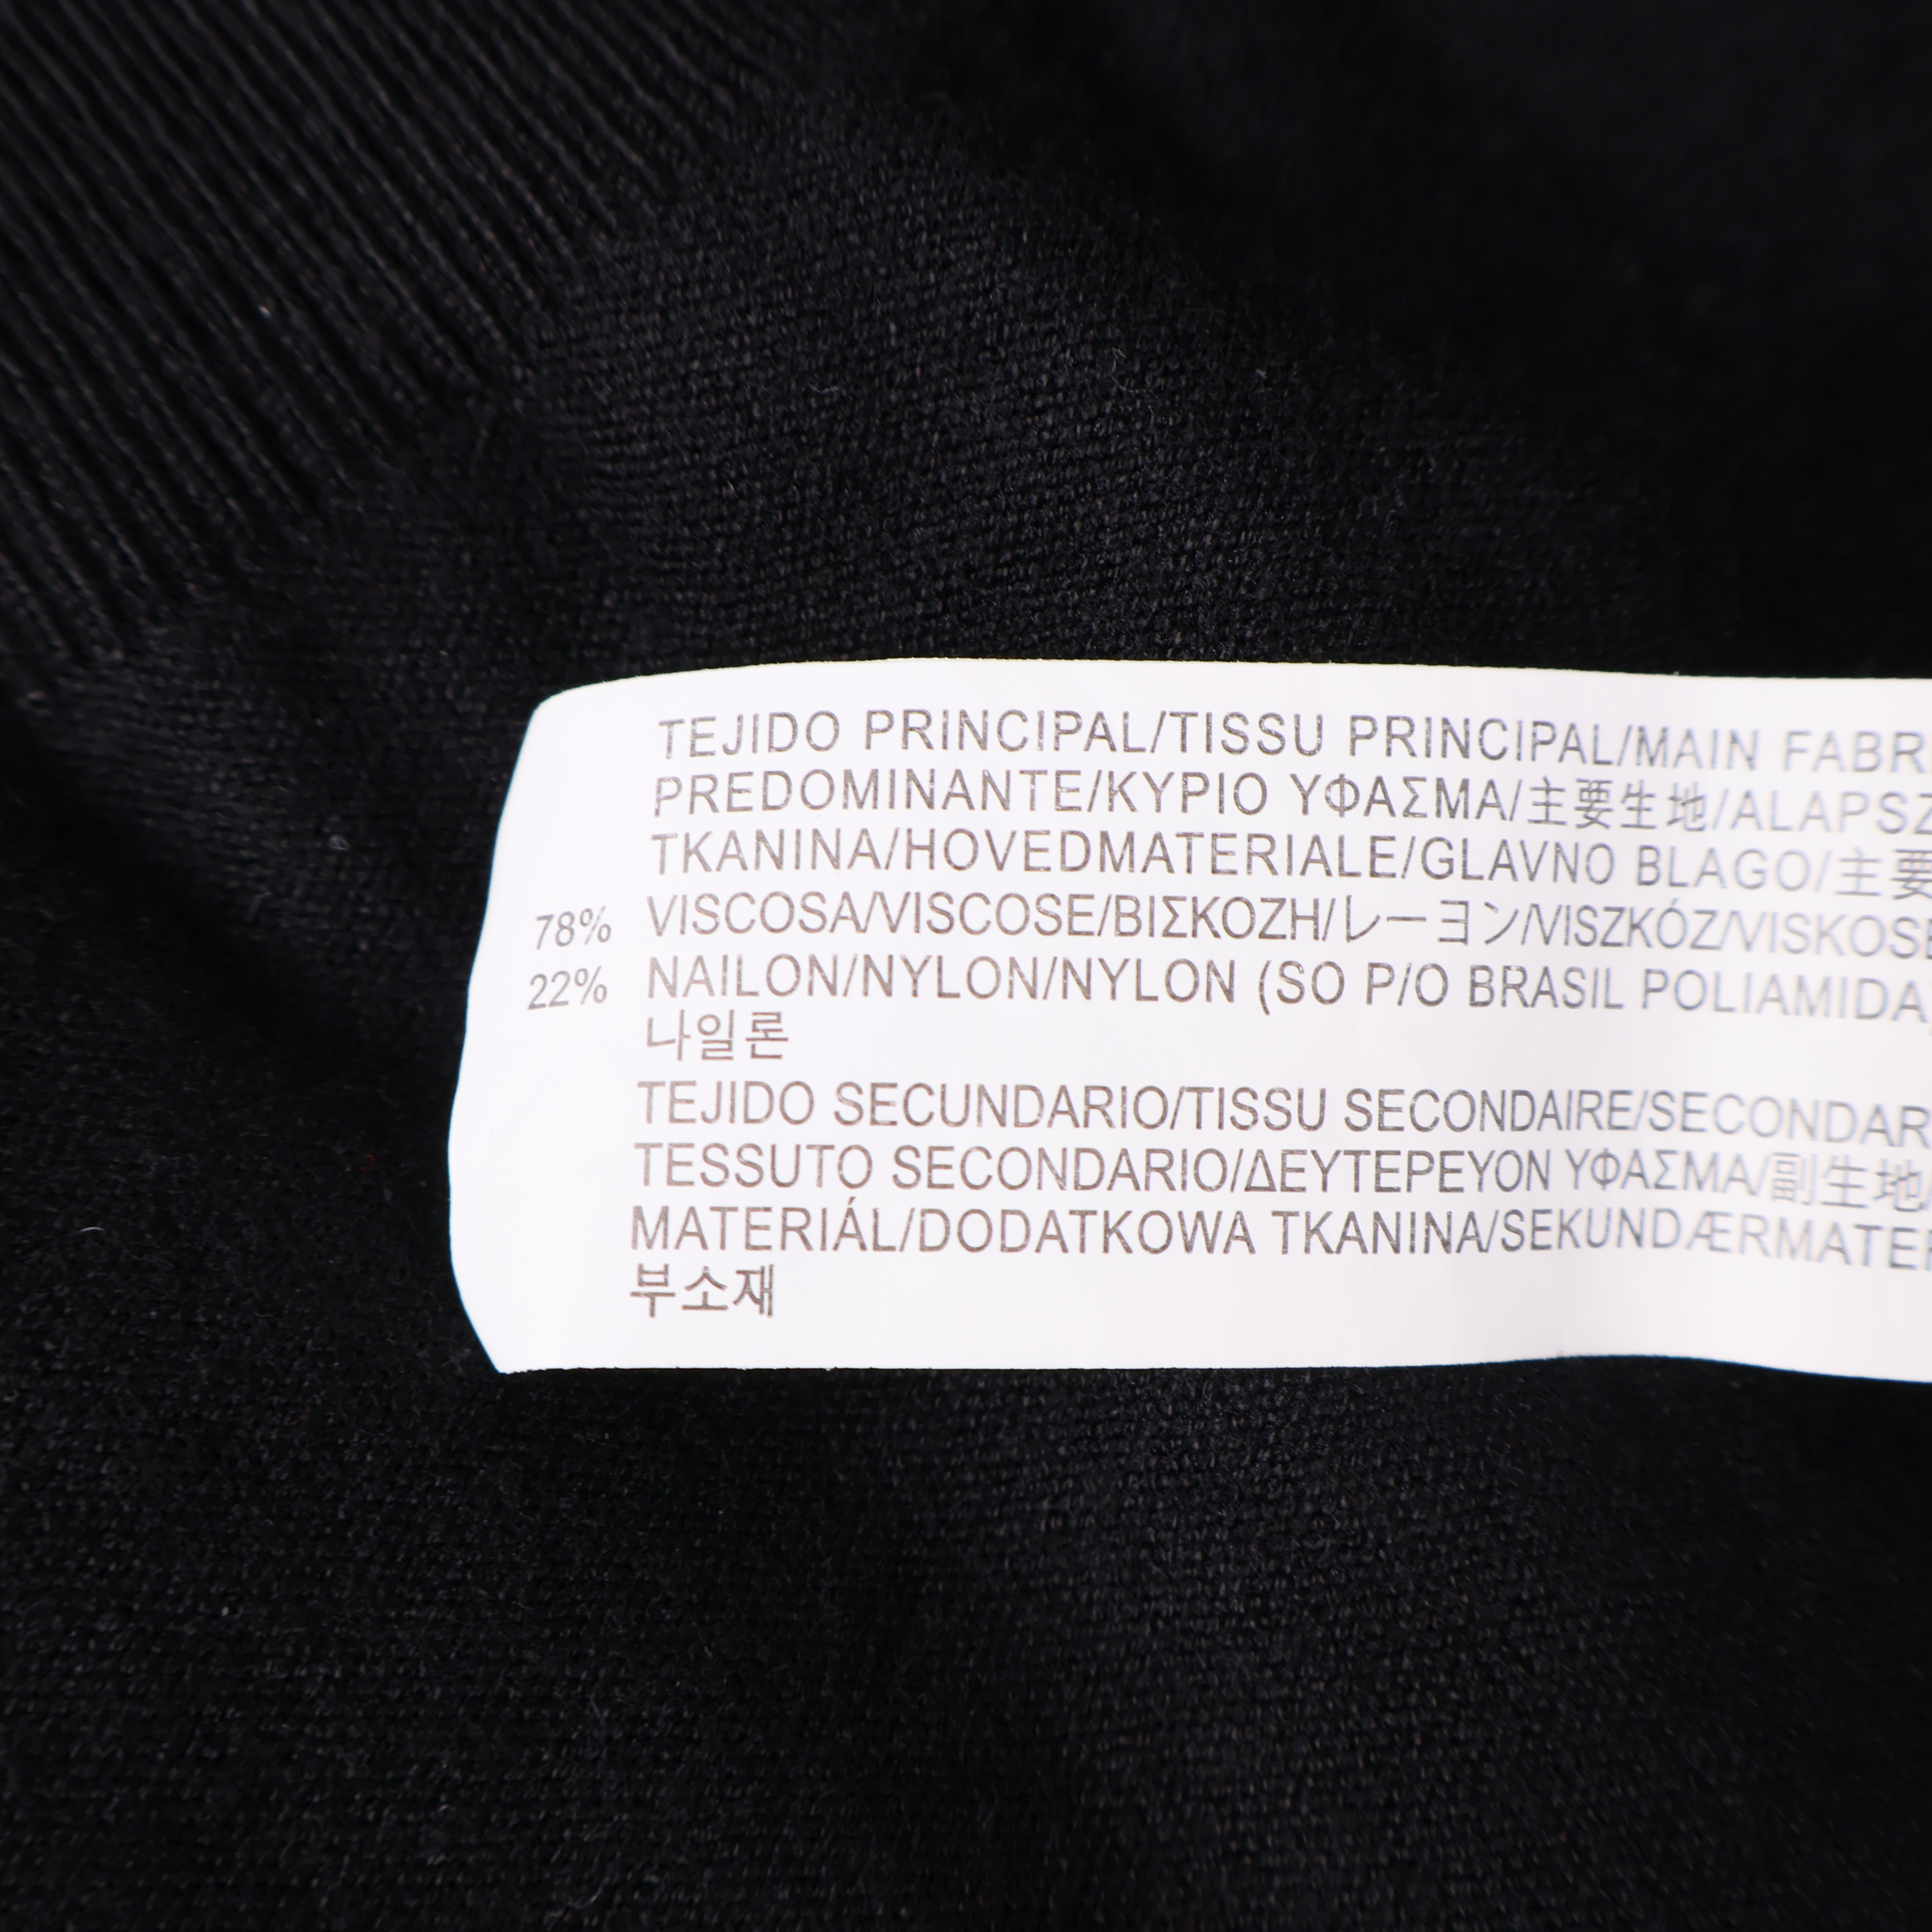 TEJIDO PRINCIPAL/TISSU PRINCIPAL/MAIN FABRI
PREDOMINANTE/ΚΥΡΙΟ ΥΦΑΣΜΑ/主要生地/ALAPSZ
TKANINA/HOVEDMATERIALE/GLAVNO BLAGO/主要
78% VISCOSA/VISCOSE/ΒΙΣΚΟΖΗ/レーヨン/VISZKÓZ/VISKOSE
22% NAILON/NYLON/NYLON (SO P/O BRASIL POLIAMIDA
나일론
TEJIDO SECUNDARIO/TISSU SECONDAIRE/SECONDAR
TESSUTO SECONDARIO/ΔΕΥΤΕΡΕΥΟΝ ΥΦΑΣΜΑ/副生地/
MATERIÁL/DODATKOWA TKANINA/SEKUNDÆRMATER
부소재